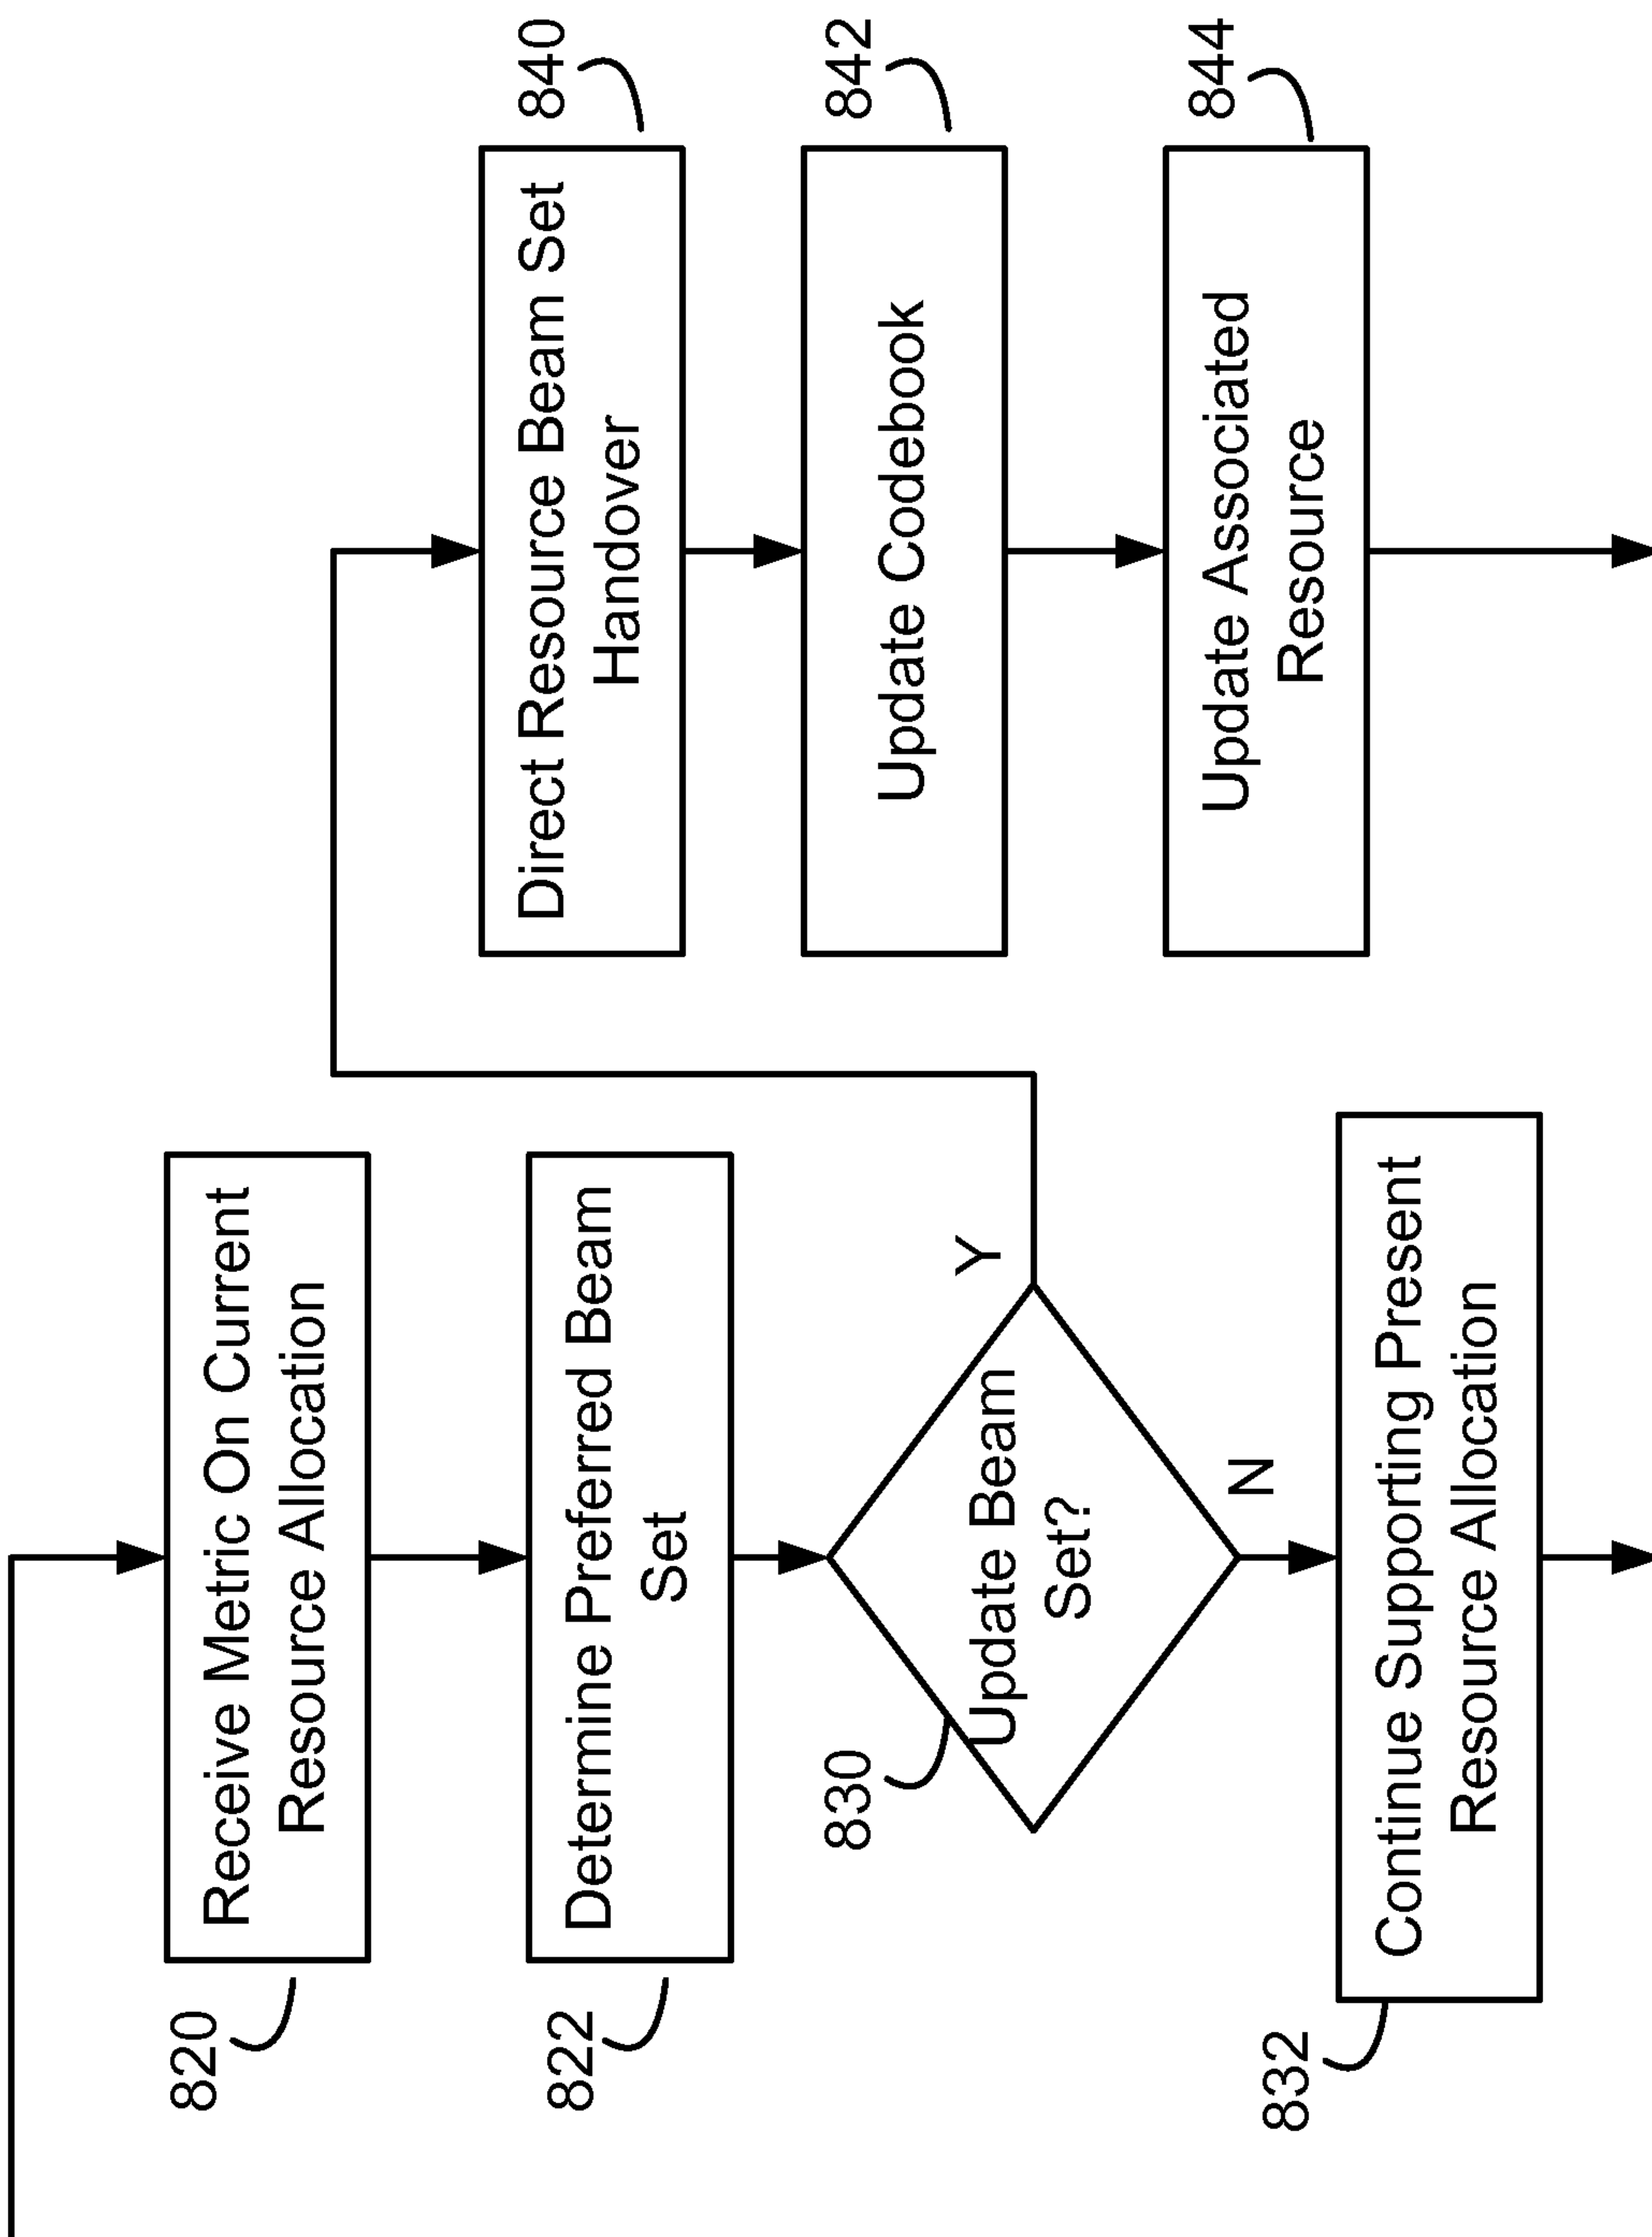 820
Receive Metric On Current
Resource Allocation
822
Determine Preferred Beam
Set
830
Update Beam
Set?
Y
N
832
Continue Supporting Present
Resource Allocation
840
Direct Resource Beam Set
Handover
842
Update Codebook
844
Update Associated
Resource